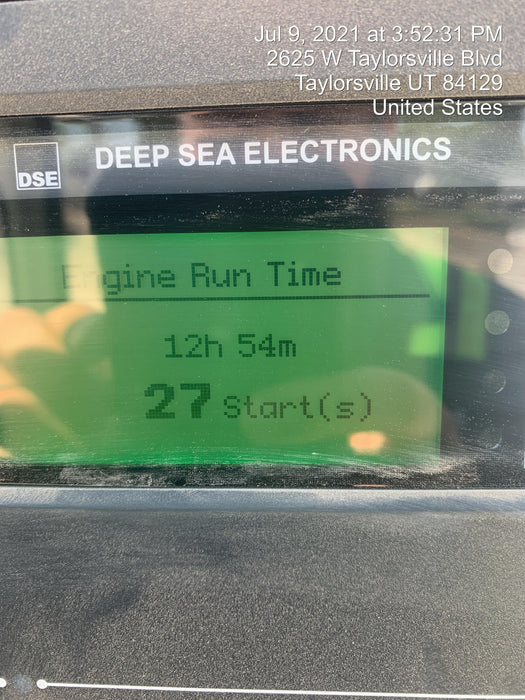 Jul 9, 2021 at 3:52:31 PM
2625 W Taylorsville Blvd
Taylorsville UT 84129
United States
DSE
DEEP SEA ELECTRONICS
Engine Run Time
12h 54m
27 Start(s)